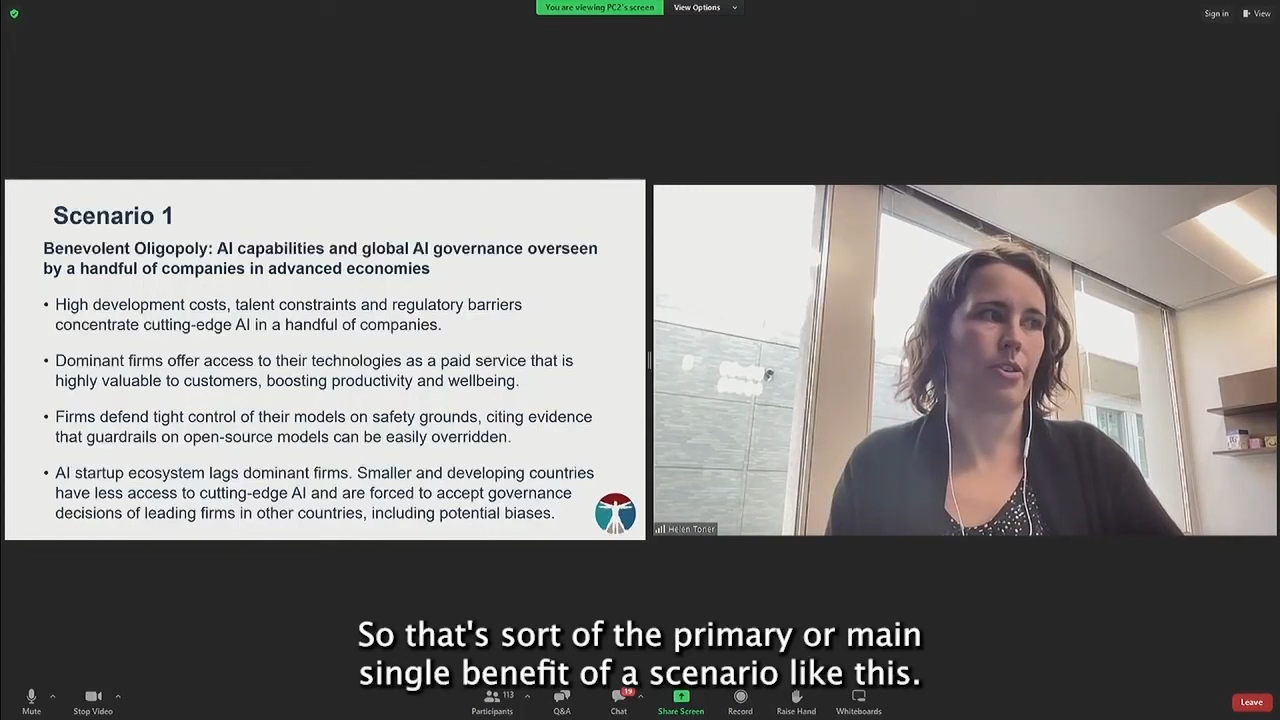 You are viewing PC2's screen
View Options
Sign in
View
Scenario 1
Benevolent Oligopoly: AI capabilities and global AI governance overseen
by a handful of companies in advanced economies
• High development costs, talent constraints and regulatory barriers
concentrate cutting-edge AI in a handful of companies.
• Dominant firms offer access to their technologies as a paid service that is
highly valuable to customers, boosting productivity and wellbeing.
• Firms defend tight control of their models on safety grounds, citing evidence
that guardrails on open-source models can be easily overridden.
• AI startup ecosystem lags dominant firms. Smaller and developing countries
have less access to cutting-edge AI and are forced to accept governance
decisions of leading firms in other countries, including potential biases.
Helen Toner
So that's sort of the primary or main
single benefit of a scenario like this.
Mute
Stop Video
113
Participants
Q&A
19
Chat
Share Screen
Record
Raise Hand
Whiteboards
Leave